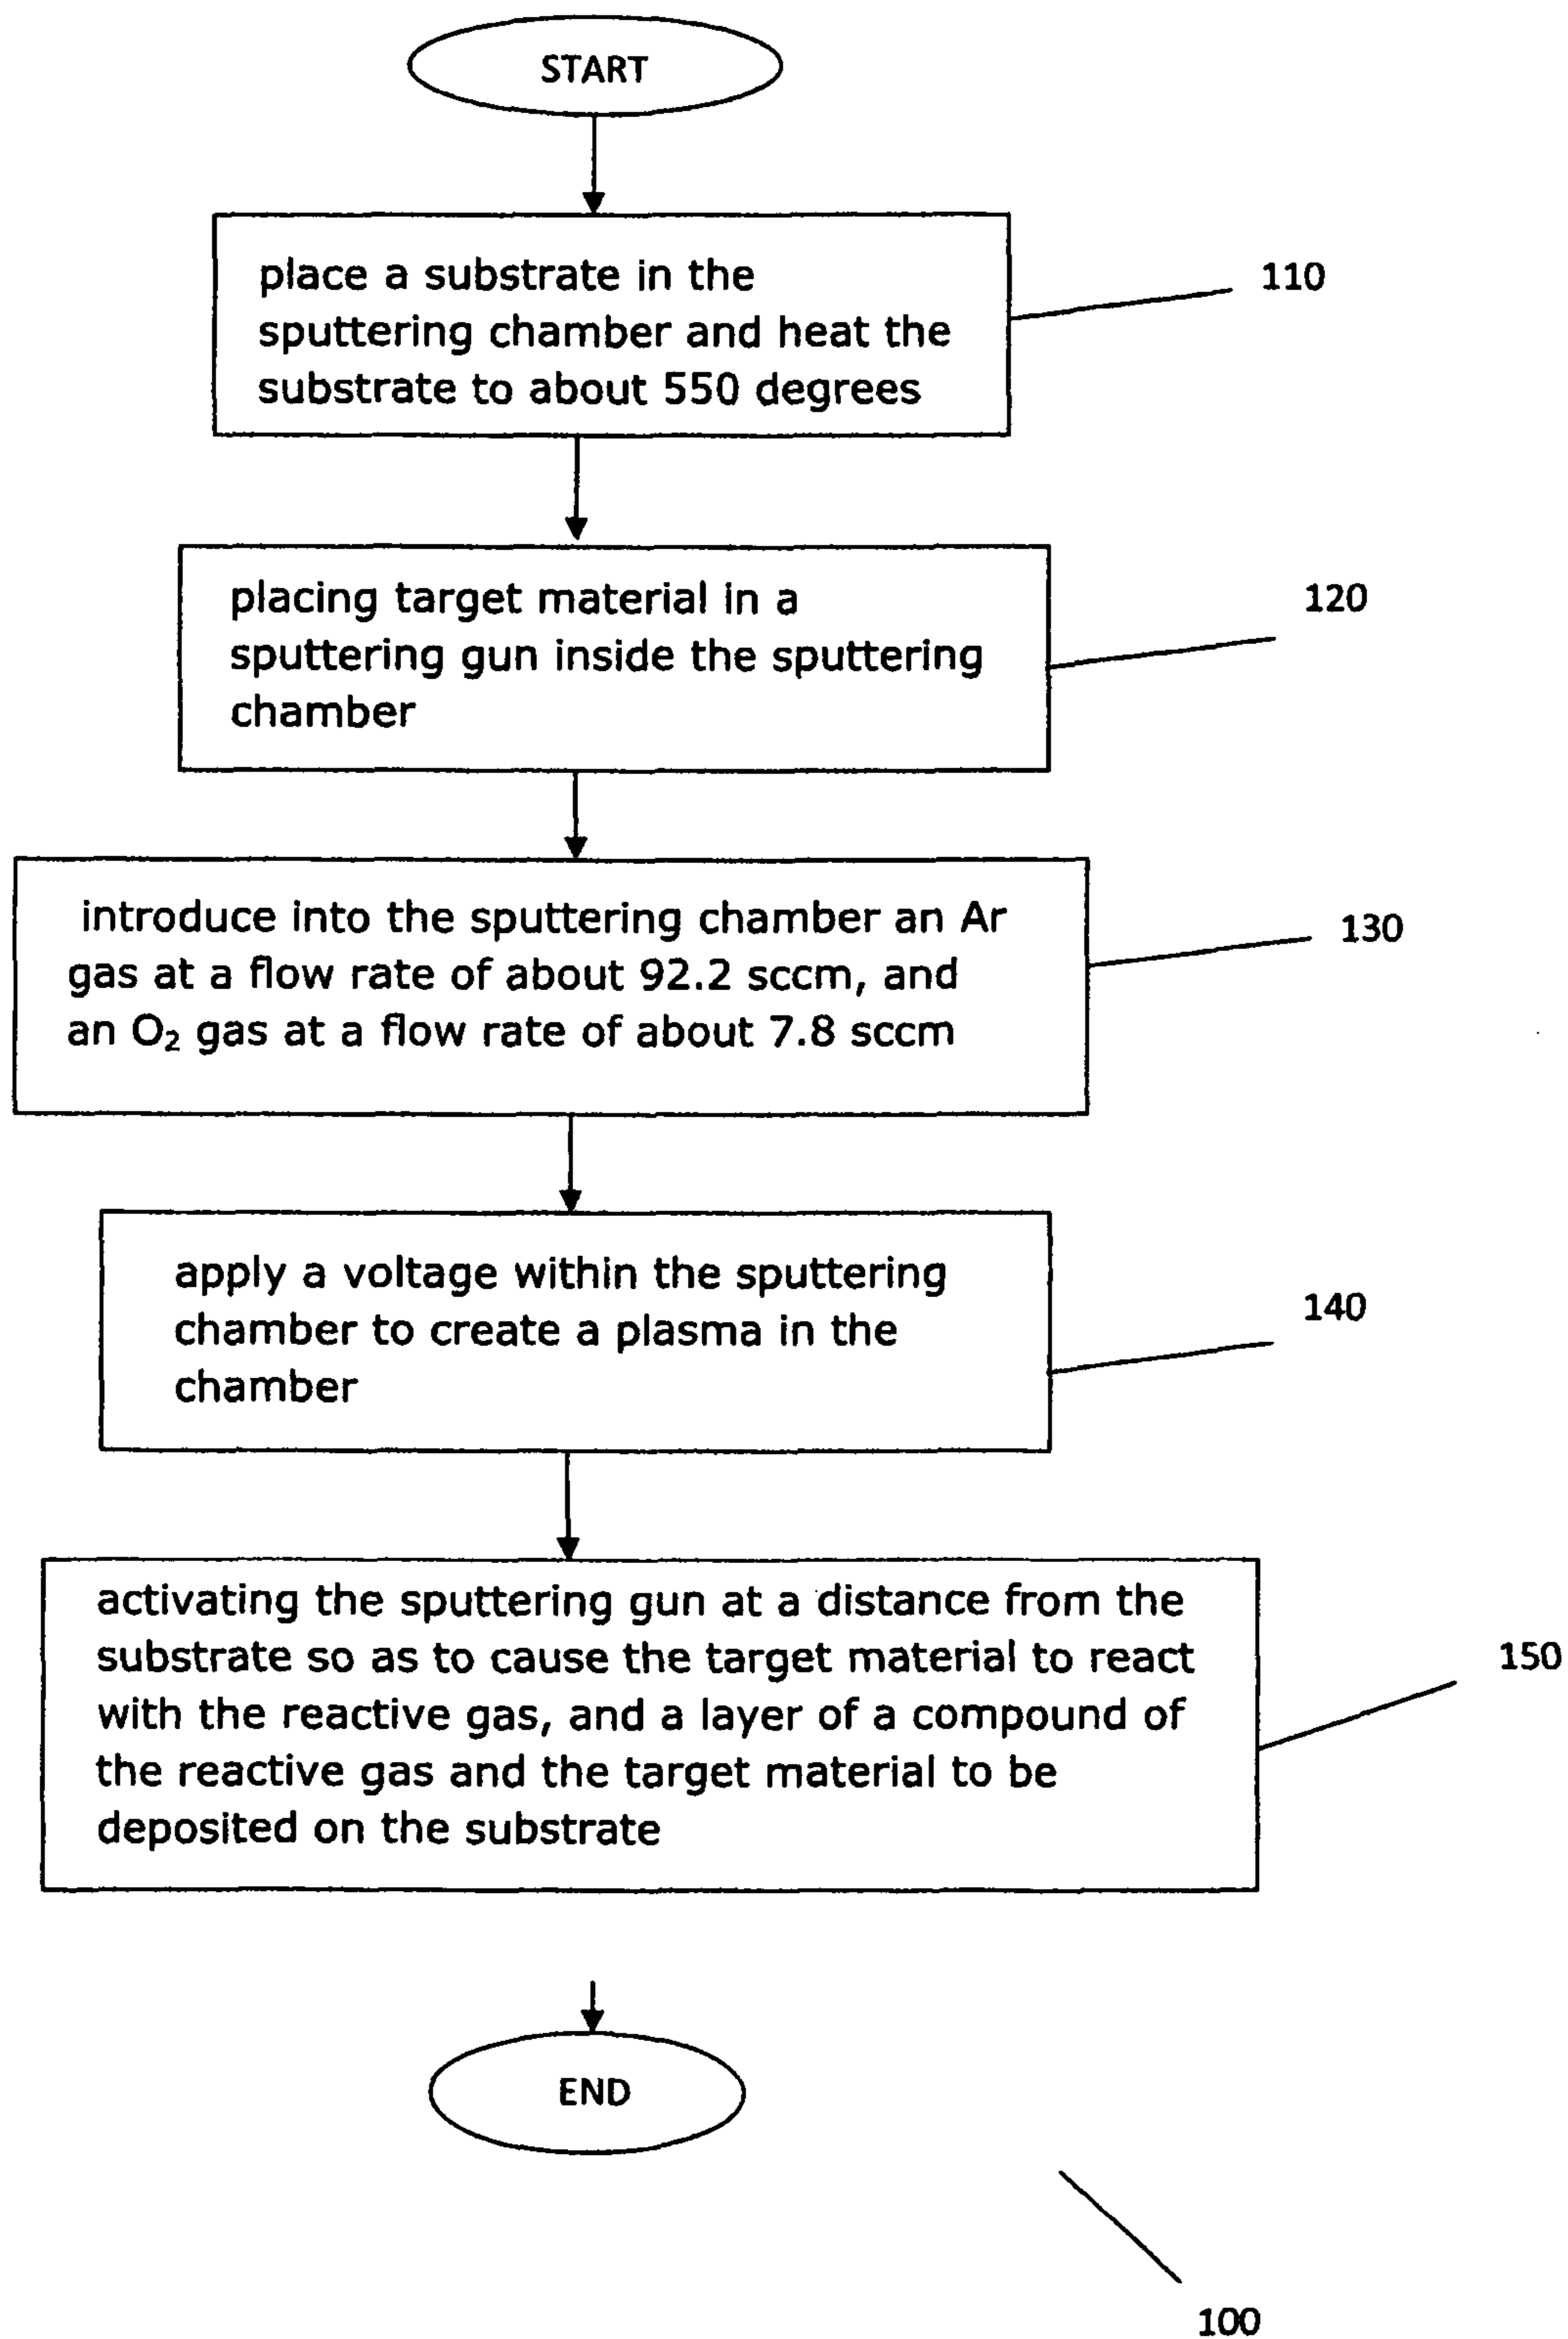 START
place a substrate in the
sputtering chamber and heat the
substrate to about 550 degrees
110
placing target material in a
sputtering gun inside the sputtering
chamber
120
introduce into the sputtering chamber an Ar
gas at a flow rate of about 92.2 sccm, and
an O₂ gas at a flow rate of about 7.8 sccm
130
apply a voltage within the sputtering
chamber to create a plasma in the
chamber
140
activating the sputtering gun at a distance from the
substrate so as to cause the target material to react
with the reactive gas, and a layer of a compound of
the reactive gas and the target material to be
deposited on the substrate
150
END
100